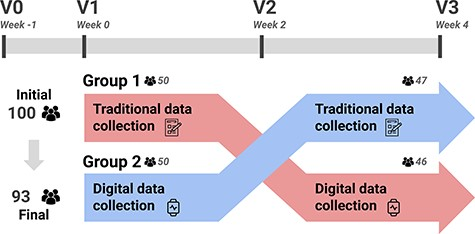 V0 V1 V2 V3
Week -1 Week 0 Week 2 Week 4
Group 1 50 47
Initial
100
Traditional data
collection
Traditional data
collection
Group 2 50 46
93
Final
Digital data
collection
Digital data
collection